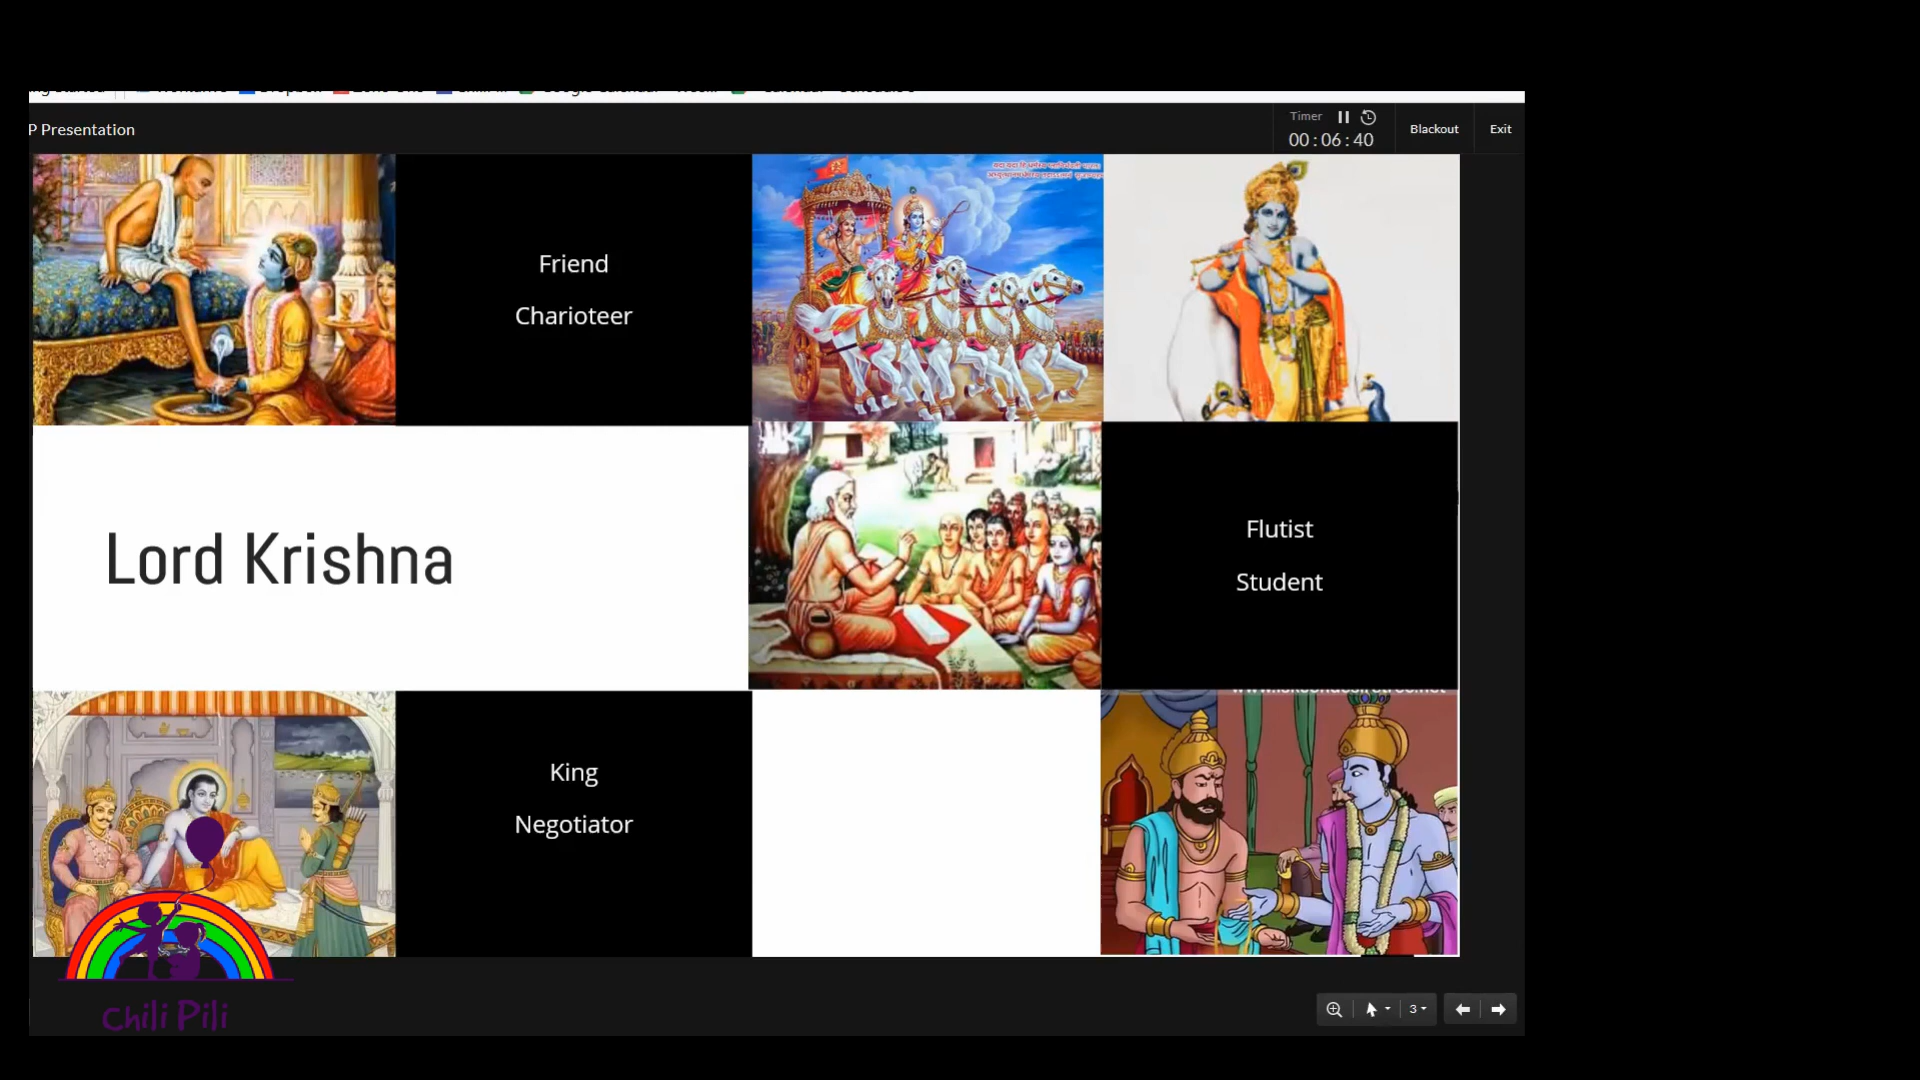 P Presentation
Timer
00:06:40
Blackout
Exit
Friend
Charioteer
Lord Krishna
Flutist
Student
King
Negotiator
Chili Pili
3